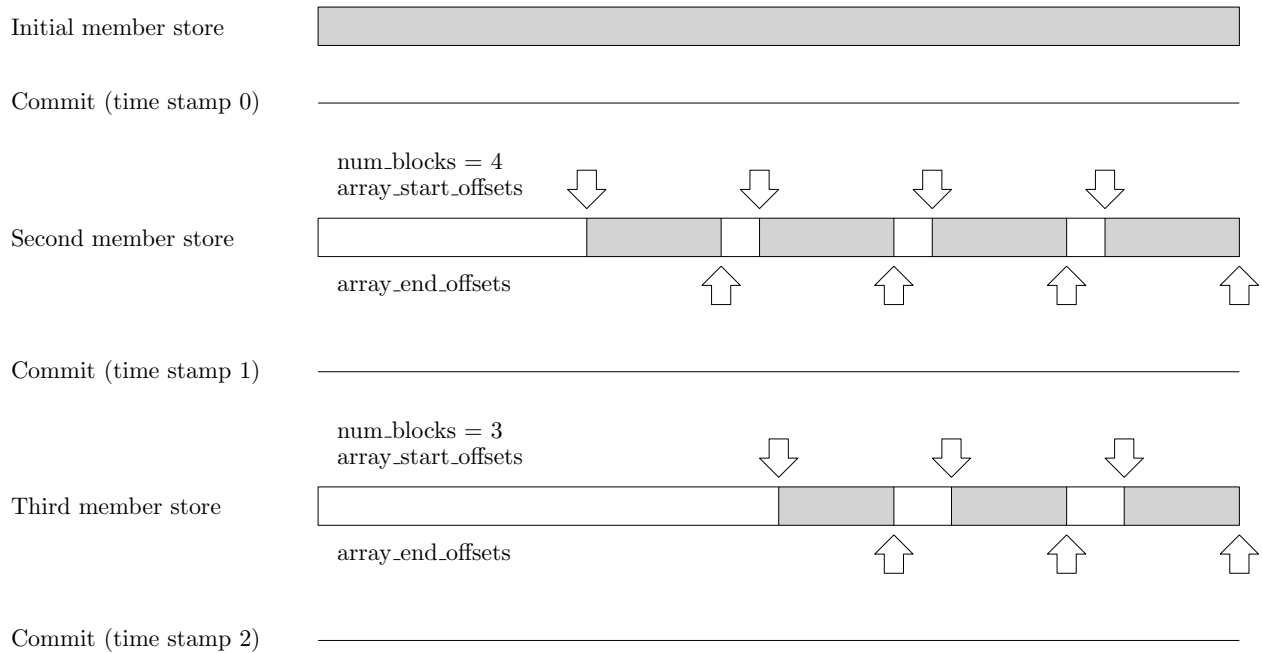 Initial member store
Commit (time stamp 0)
num_blocks = 4
array_start_offsets
Second member store
array_end_offsets
Commit (time stamp 1)
num_blocks = 3
array_start_offsets
Third member store
array_end_offsets
Commit (time stamp 2)